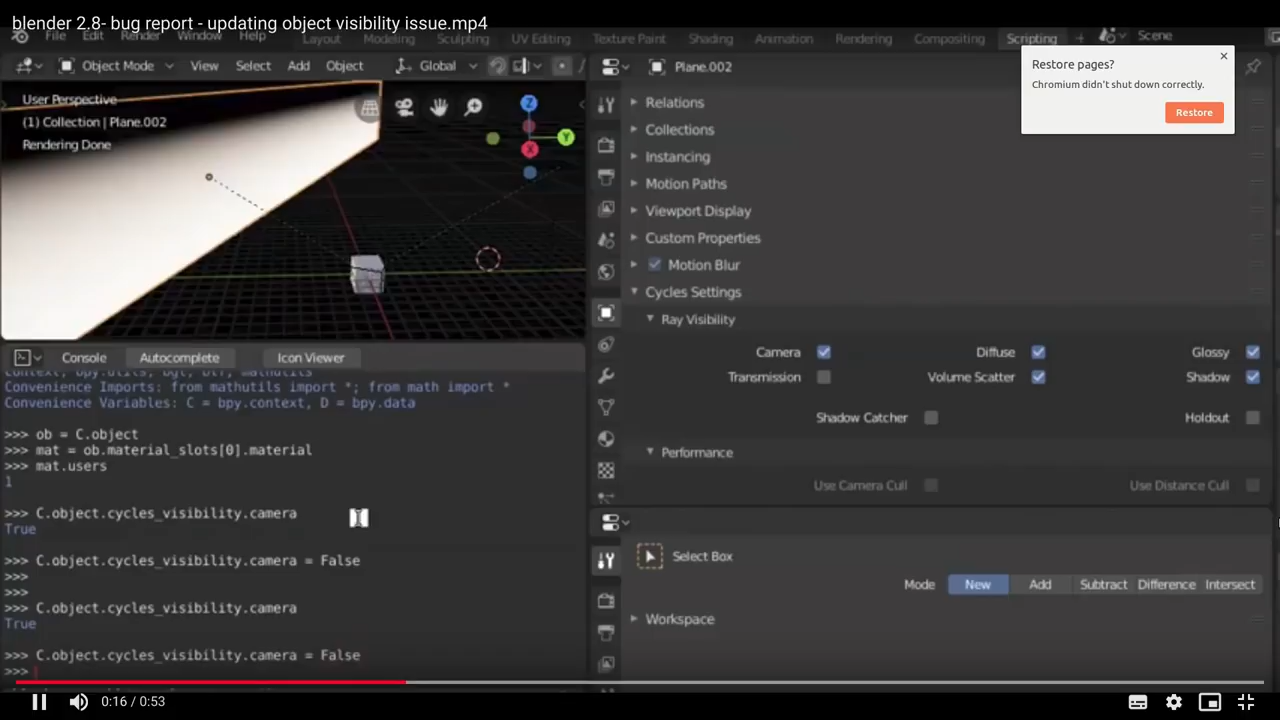 blender 2.8- bug report - updating object visibility issue.mp4
File Edit Render Window Help Layout Modeling Sculpting UV Editing Texture Paint Shading Animation Rendering Compositing Scripting + Scene
Object Mode View Select Add Object Global
Plane.002
Restore pages?
Chromium didn't shut down correctly.
Restore
User Perspective
(1) Collection | Plane.002
Rendering Done
Z
Y
X
Relations
Collections
Instancing
Motion Paths
Viewport Display
Custom Properties
Motion Blur
Cycles Settings
Ray Visibility
Camera Diffuse Glossy
Transmission Volume Scatter Shadow
Shadow Catcher Holdout
Performance
Use Camera Cull Use Distance Cull
Console Autocomplete Icon Viewer
Context, bpy.utils, bgl, blf, mathutils
Convenience Imports: from mathutils import *; from math import *
Convenience Variables: C = bpy.context, D = bpy.data
>>> ob = C.object
>>> mat = ob.material_slots[0].material
>>> mat.users
1
>>> C.object.cycles_visibility.camera
True
>>> C.object.cycles_visibility.camera = False
>>>
>>>
>>> C.object.cycles_visibility.camera
True
>>> C.object.cycles_visibility.camera = False
>>>
Select Box
Mode New Add Subtract Difference Intersect
Workspace
0:16 / 0:53